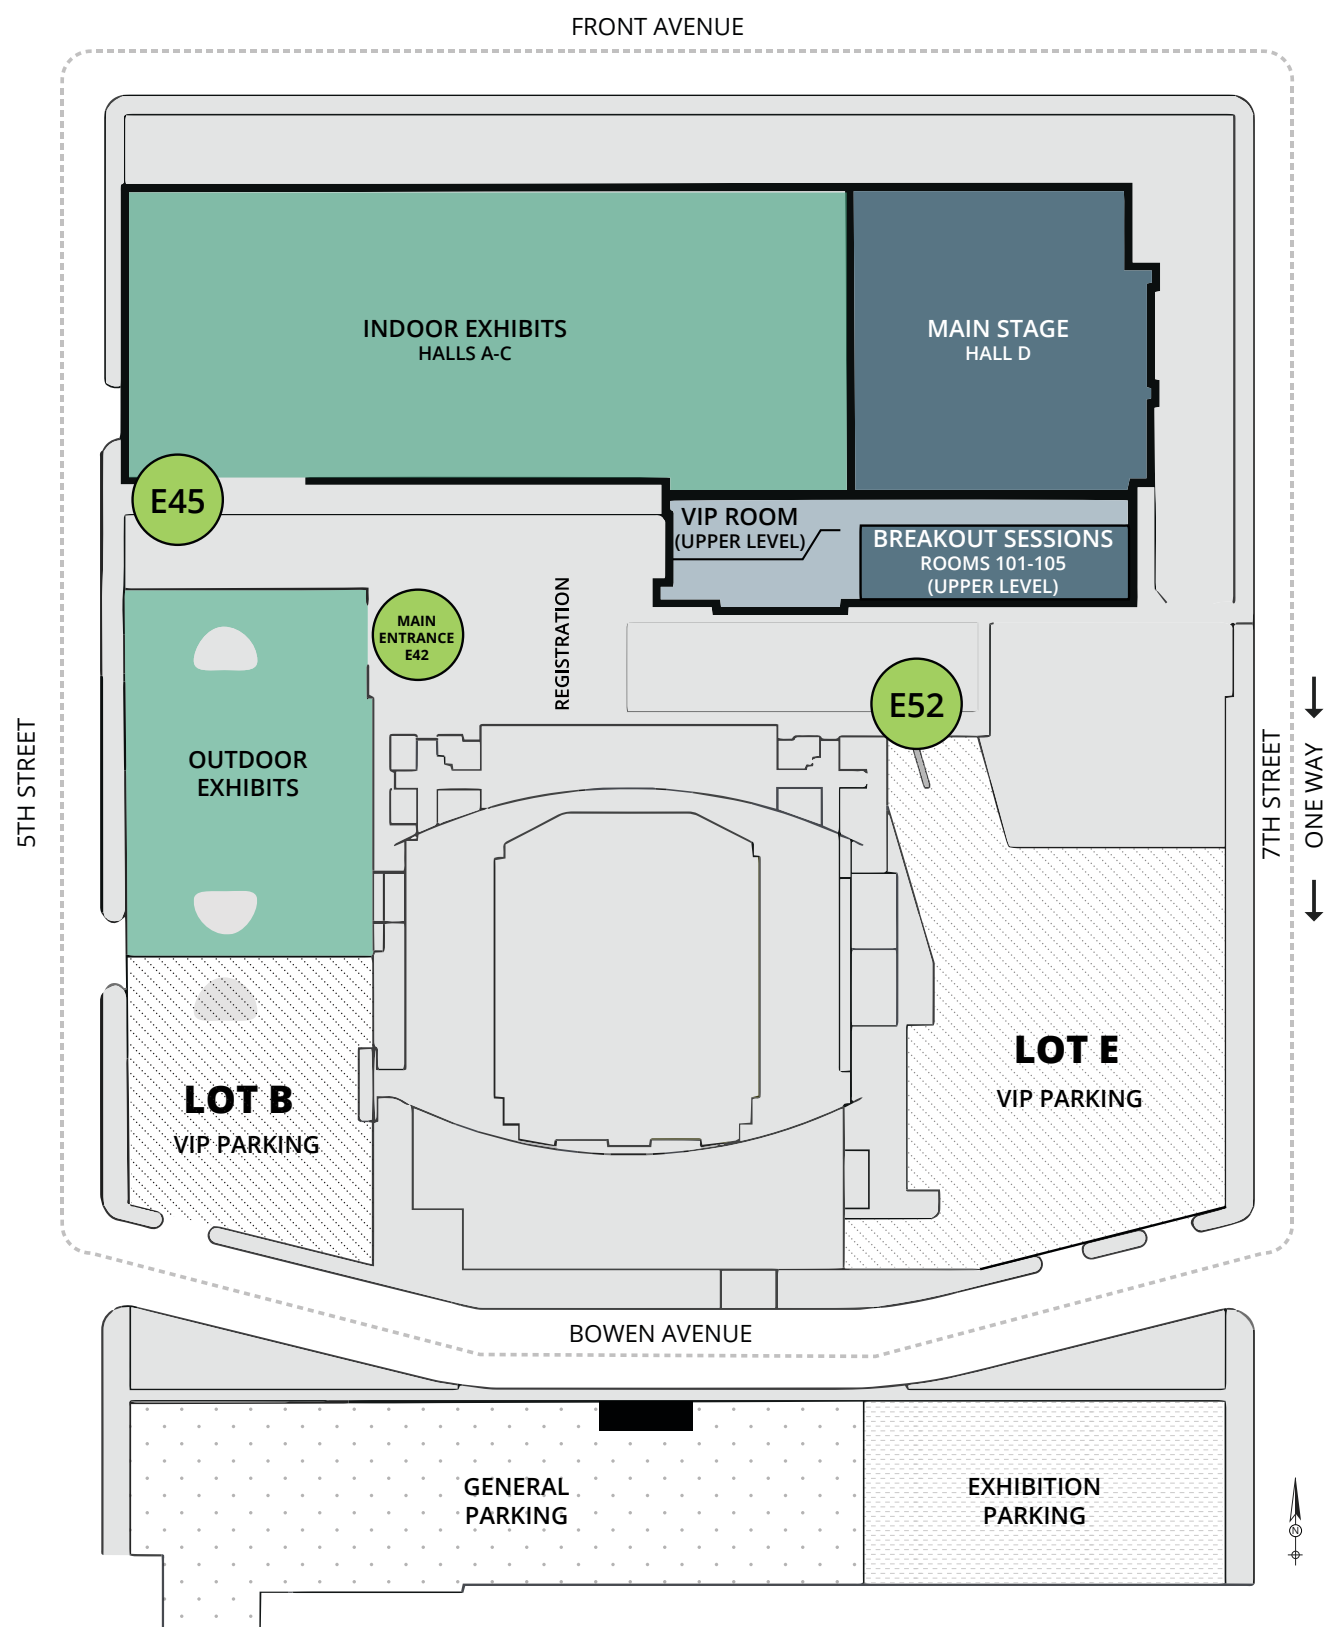 FRONT AVENUE
INDOOR EXHIBITS
HALLS A-C
MAIN STAGE
HALL D
E45
VIP ROOM
(UPPER LEVEL)
BREAKOUT SESSIONS
ROOMS 101-105
(UPPER LEVEL)
MAIN
ENTRANCE
E42
REGISTRATION
E52
5TH STREET
OUTDOOR
EXHIBITS
7TH STREET
ONE WAY
LOT B
VIP PARKING
LOT E
VIP PARKING
BOWEN AVENUE
GENERAL
PARKING
EXHIBITION
PARKING
N